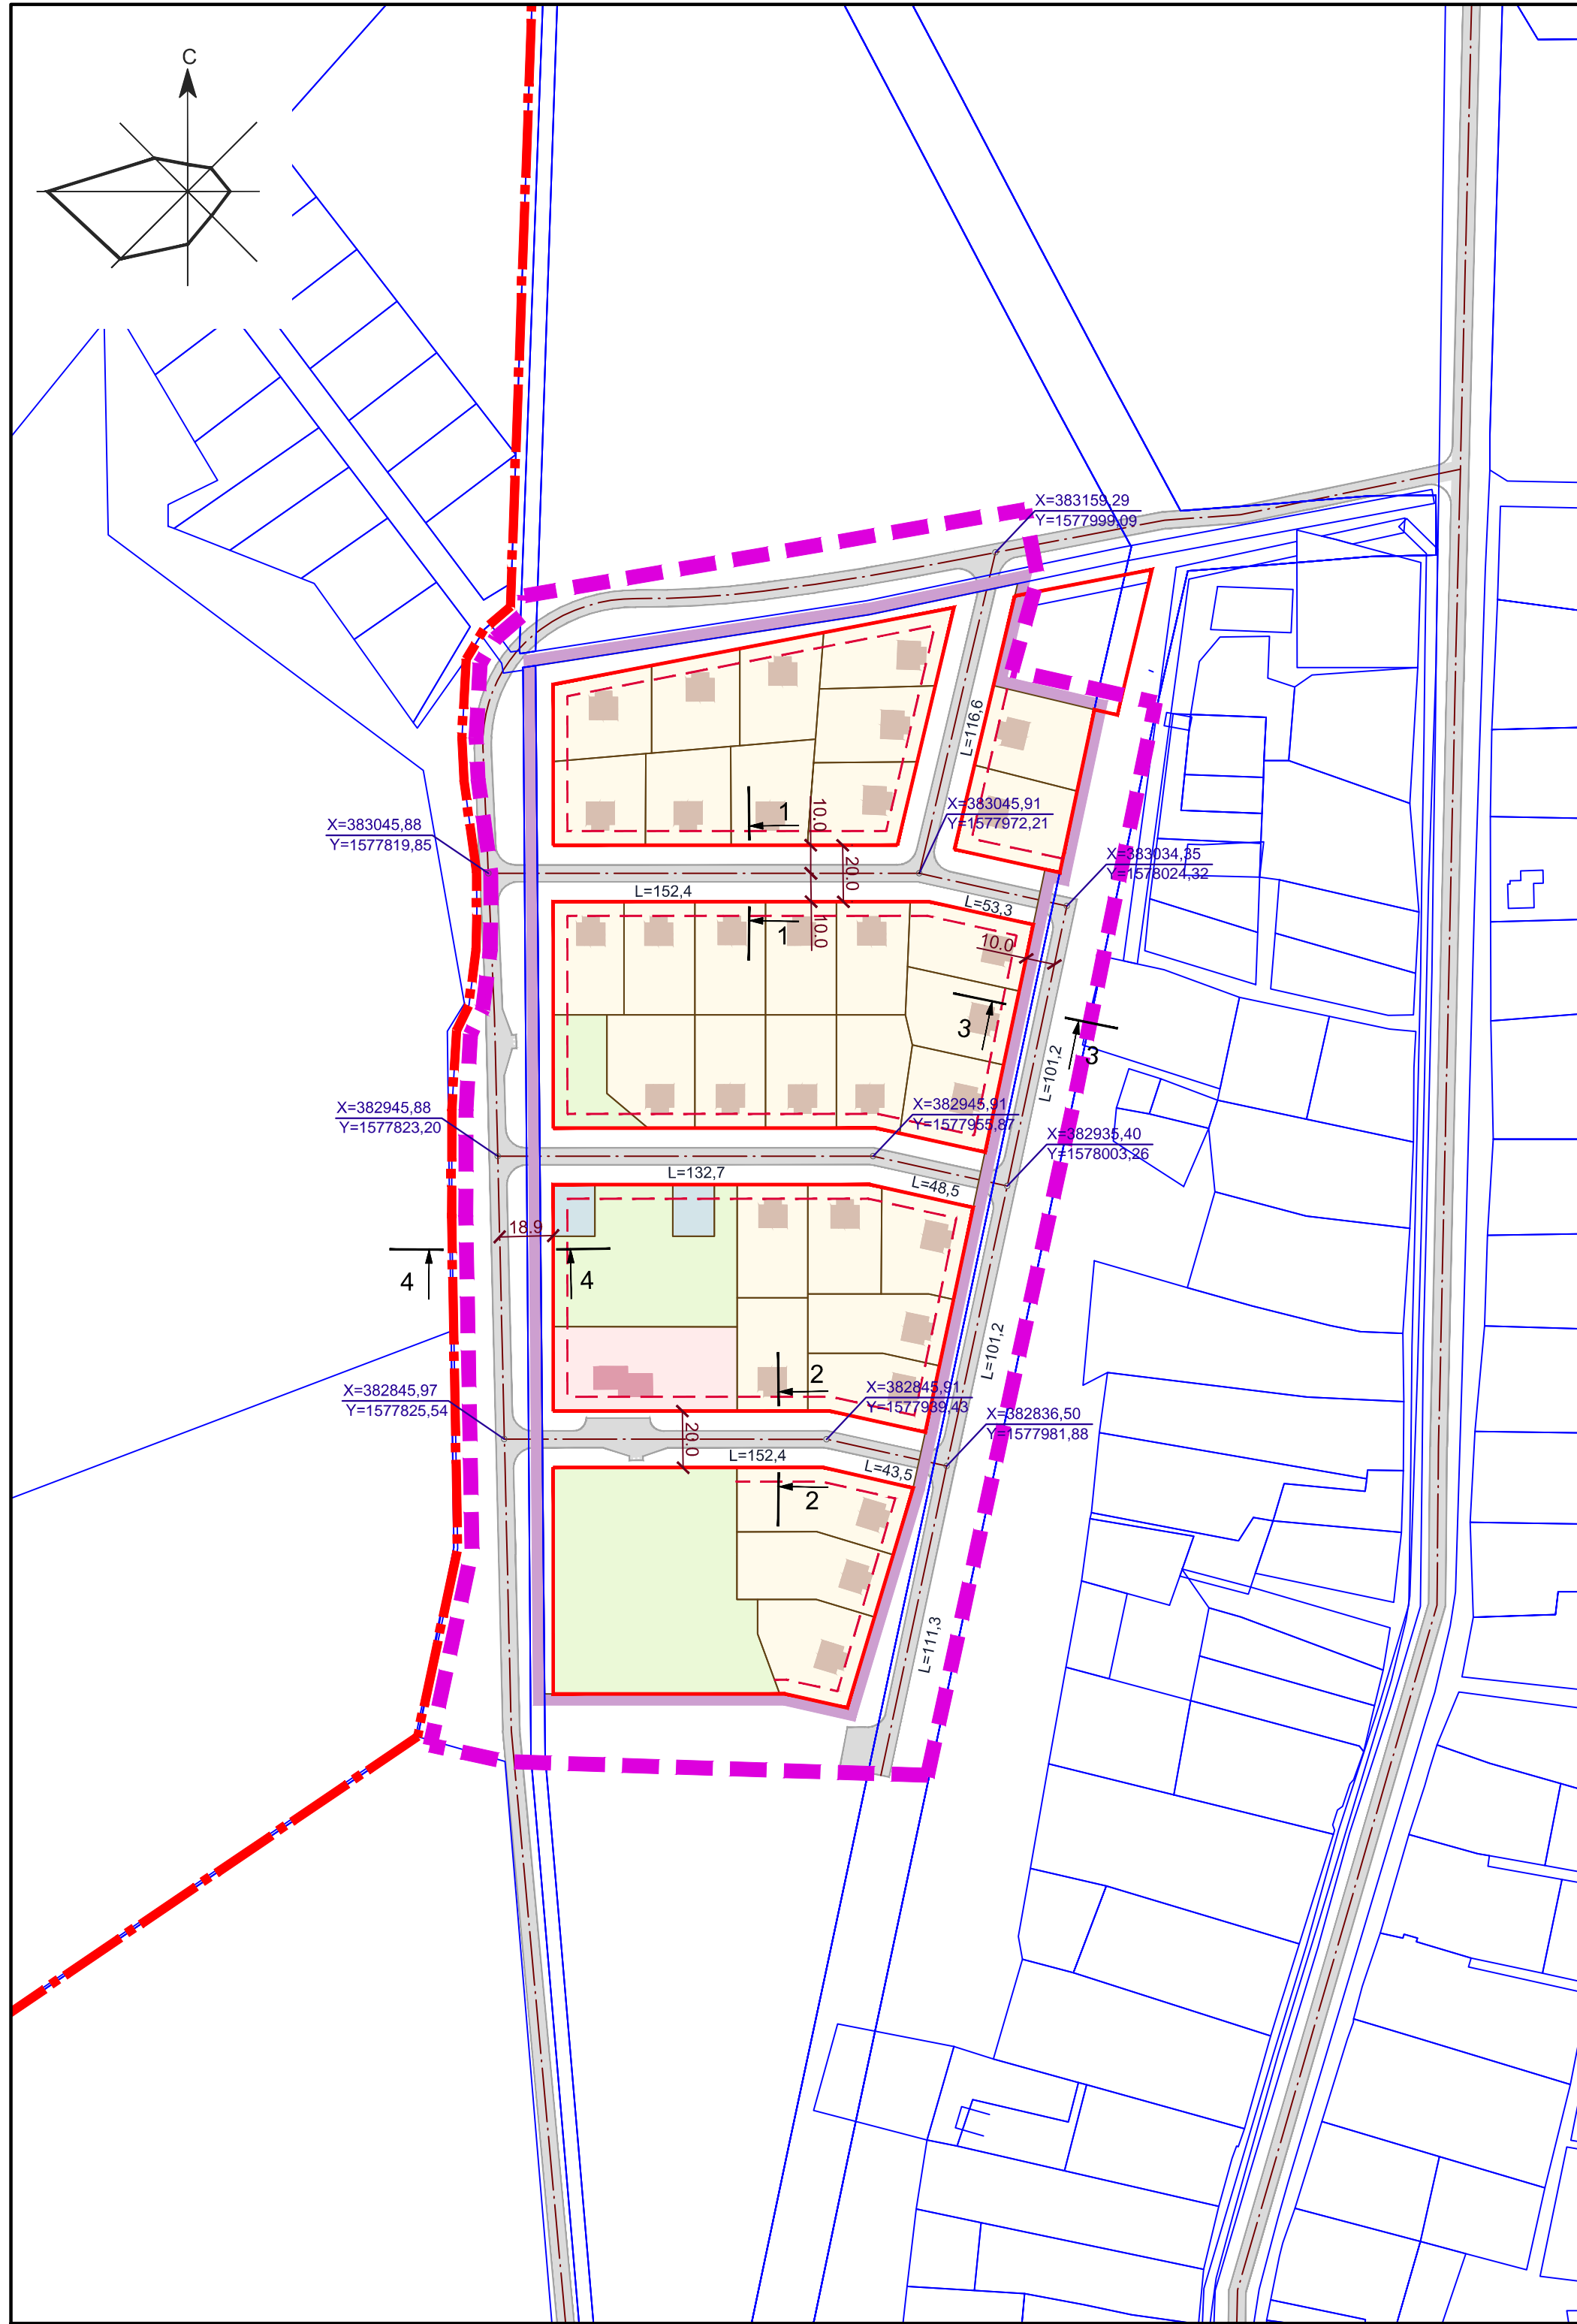 С
X=383159,29
Y=1577999,09
L=116,6
1
10.0
X=383045,91
Y=1577972,21
X=383045,88
Y=1577819,85
X=383034,35
Y=1578024,32
20.0
L=152,4
L=53,3
1
10.0
10.0
3
3
L=101,2
X=382945,88
Y=1577823,20
X=382945,91
Y=1577955,87
X=382935,40
Y=1578003,26
L=132,7
L=48,5
18.9
4
4
L=101,2
2
X=382845,97
Y=1577825,54
X=382845,91
Y=1577939,43
X=382836,50
Y=1577981,88
20.0
L=152,4
L=43,5
2
L=111,3